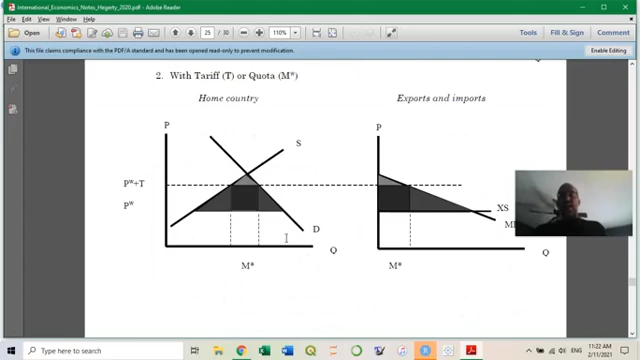 International_Economics_Notes_Hegerty_2020.pdf - Adobe Reader
File Edit View Window Help
Open 25 / 30 110% Tools Fill & Sign Comment
This file claims compliance with the PDF/A standard and has been opened read-only to prevent modification. Enable Editing
2. With Tariff (T) or Quota (M*)
Home country Exports and imports
P P
S
Pw+T
Pw XS
D
Q Q
M* M*
Type here to search ENG 11:22 AM
2/11/2021